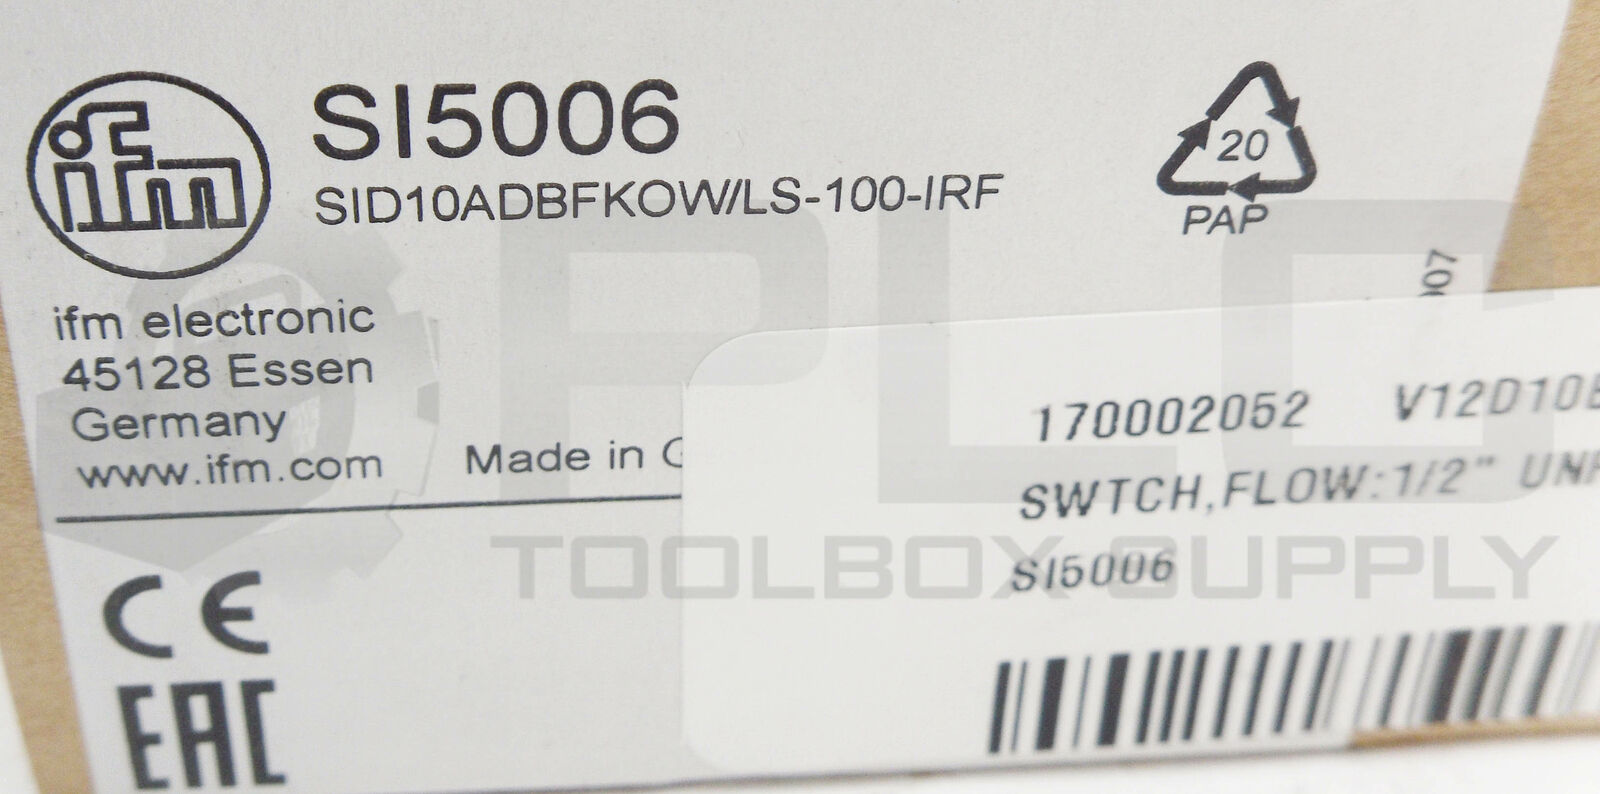 ifm
SI5006
SID10ADBFKOW/LS-100-IRF
20
PAP
ifm electronic
45128 Essen
Germany
www.ifm.com
Made in
170002052
SWTCH,FLOW:1/2"
SI5006
CE
EAC
PLC
TOOLBOX SUPPLY